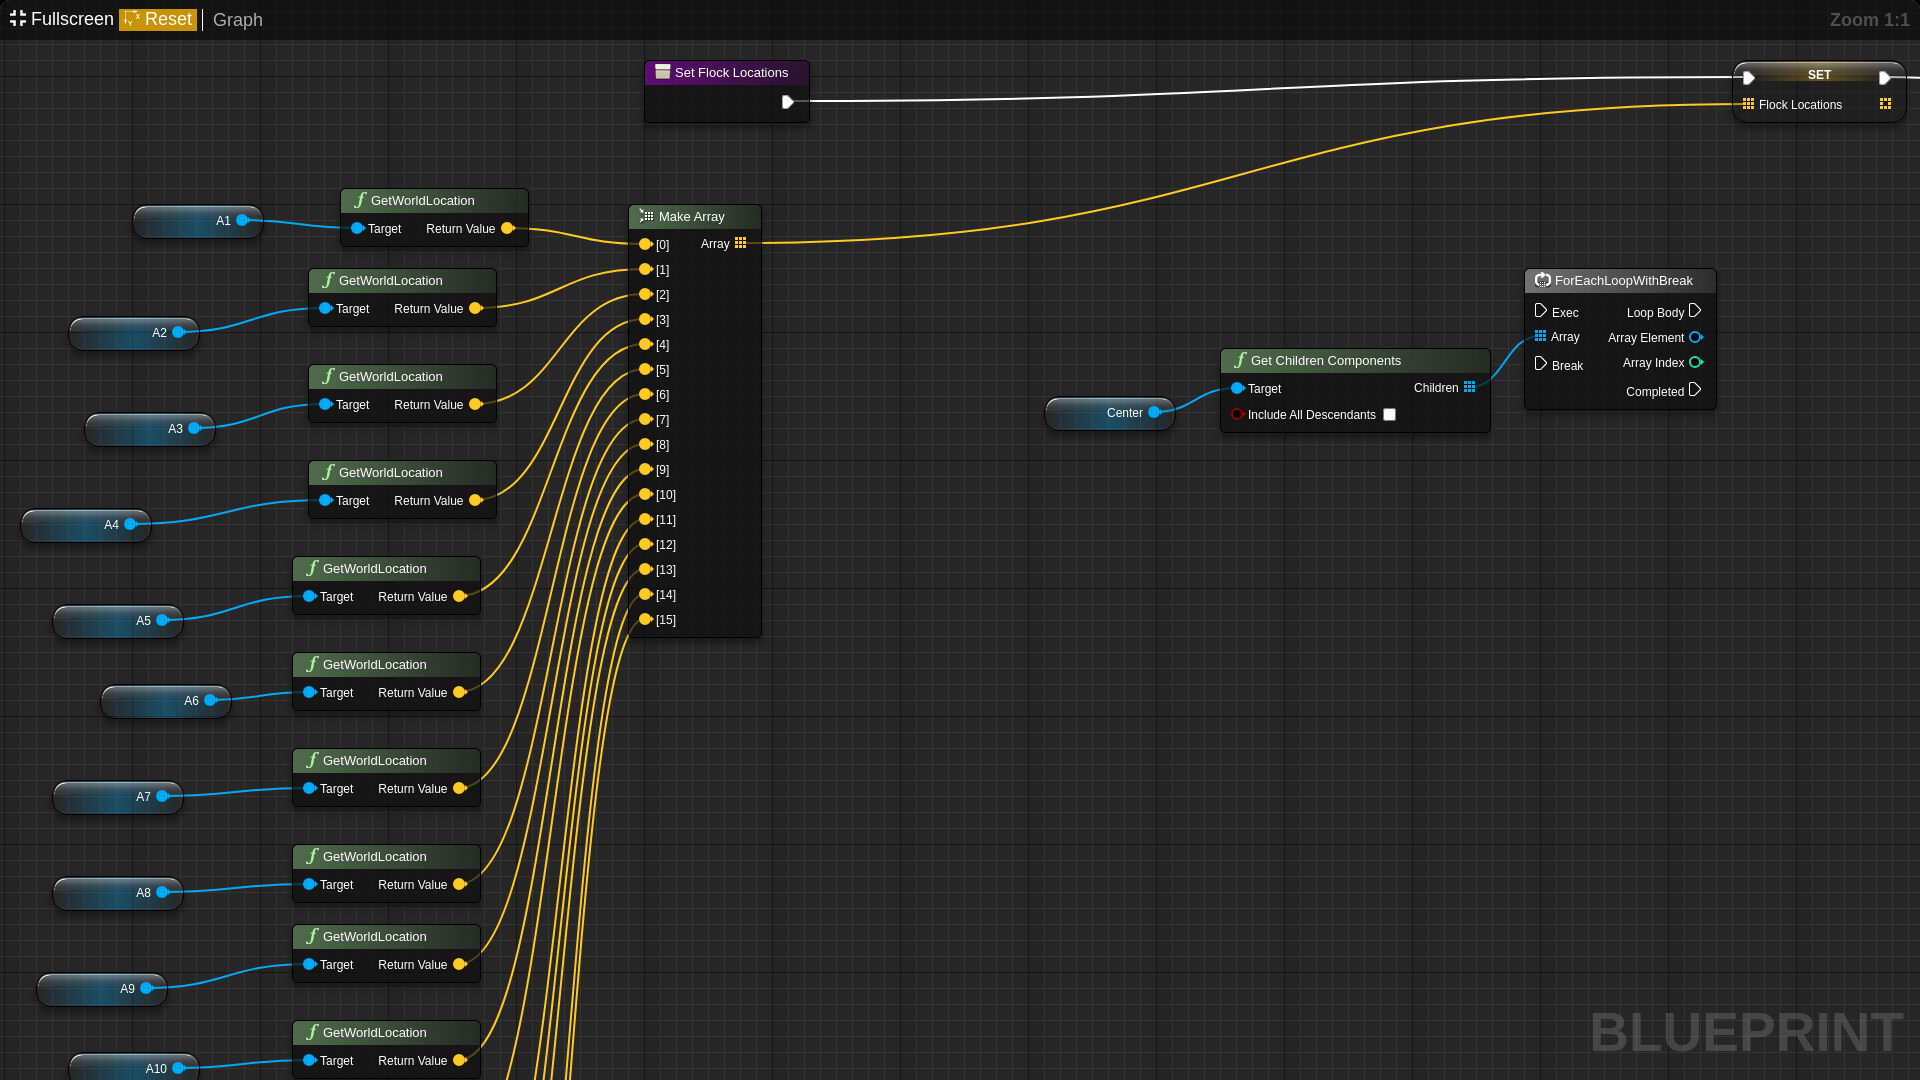 Fullscreen Reset Graph
Zoom 1:1
Set Flock Locations
SET
Flock Locations
A1
GetWorldLocation
Target Return Value
A2
GetWorldLocation
Target Return Value
A3
GetWorldLocation
Target Return Value
A4
GetWorldLocation
Target Return Value
A5
GetWorldLocation
Target Return Value
A6
GetWorldLocation
Target Return Value
A7
GetWorldLocation
Target Return Value
A8
GetWorldLocation
Target Return Value
A9
GetWorldLocation
Target Return Value
A10
GetWorldLocation
Target Return Value
Make Array
[0] Array
[1]
[2]
[3]
[4]
[5]
[6]
[7]
[8]
[9]
[10]
[11]
[12]
[13]
[14]
[15]
Center
Get Children Components
Target Children
Include All Descendants
ForEachLoopWithBreak
Exec Loop Body
Array Array Element
Array Index
Break
Completed
BLUEPRINT